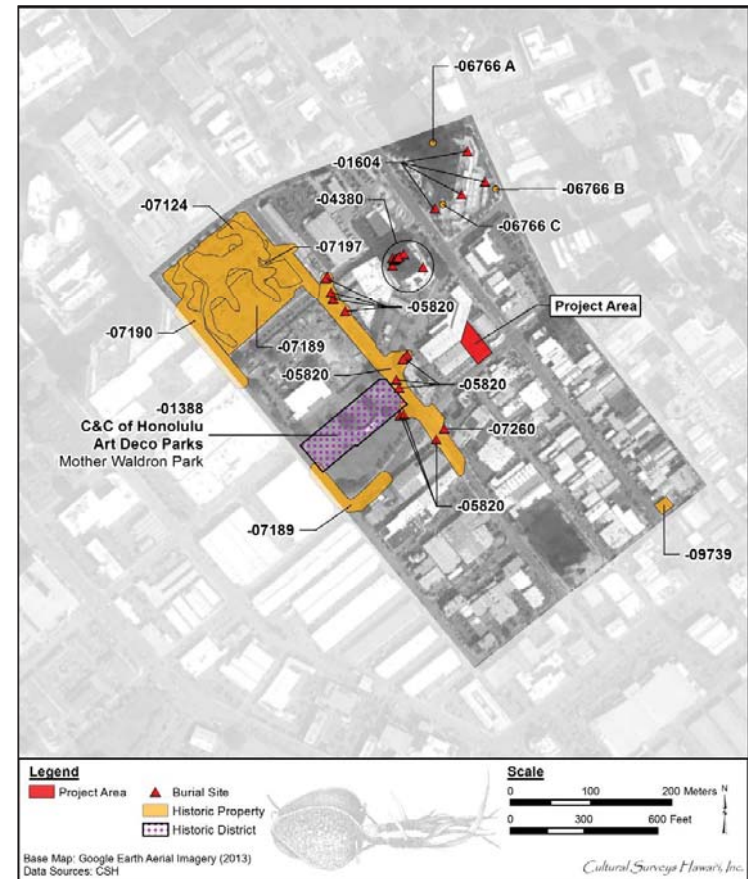 -06766 A
-01604
-04380
-06766 B
-07124
-06766 C
-07197
Project Area
-05820
-07190
-07189
-05820
-05820
-01388
C&C of Honolulu
Art Deco Parks
Mother Waldron Park
-07260
-05820
-07189
-09739
Legend
Project Area
Burial Site
Historic Property
Historic District
Base Map: Google Earth Aerial Imagery (2013)
Data Sources: CSH
Scale
0 100 200 Meters
0 300 600 Feet
N
S
Cultural Surveys Hawai'i, Inc.